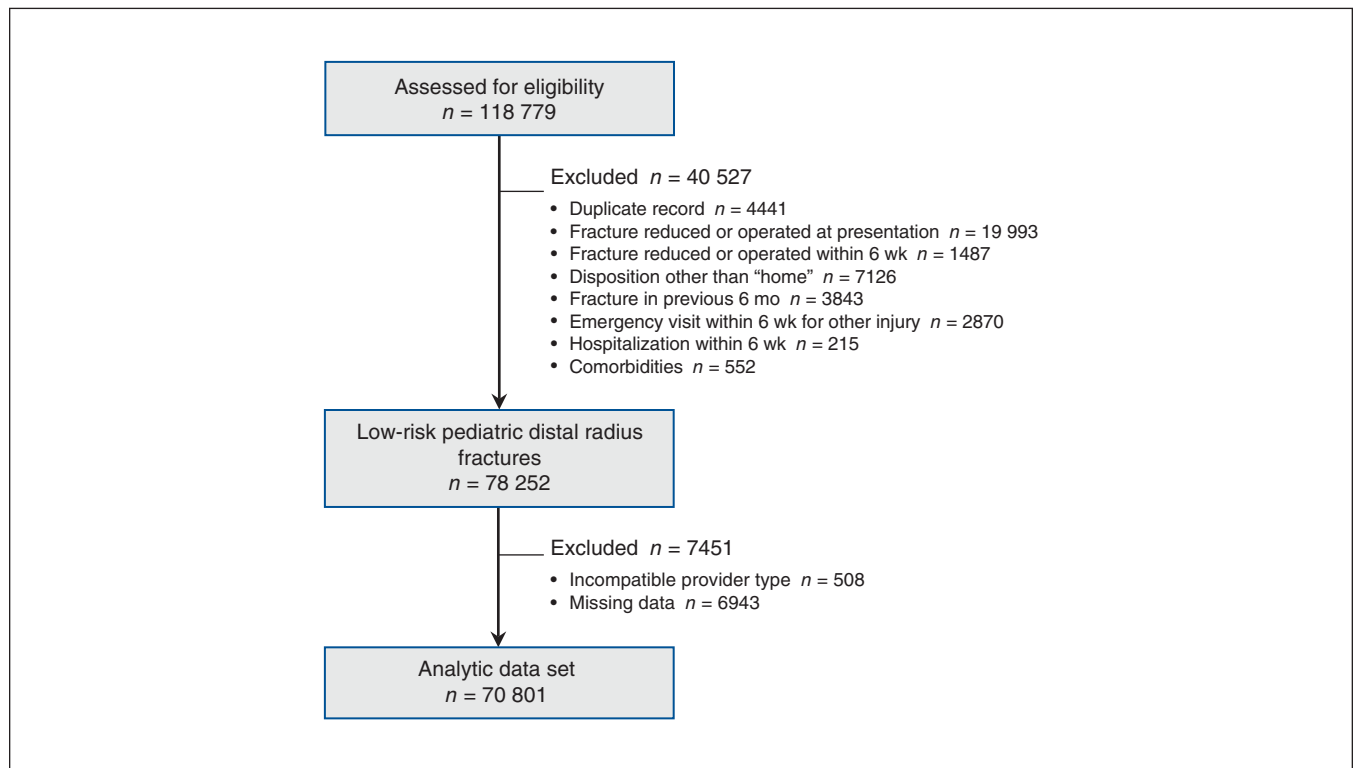 Assessed for eligibility
n = 118 779
Excluded n = 40 527
• Duplicate record n = 4441
• Fracture reduced or operated at presentation n = 19 993
• Fracture reduced or operated within 6 wk n = 1487
• Disposition other than “home” n = 7126
• Fracture in previous 6 mo n = 3843
• Emergency visit within 6 wk for other injury n = 2870
• Hospitalization within 6 wk n = 215
• Comorbidities n = 552
Low-risk pediatric distal radius
fractures
n = 78 252
Excluded n = 7451
• Incompatible provider type n = 508
• Missing data n = 6943
Analytic data set
n = 70 801